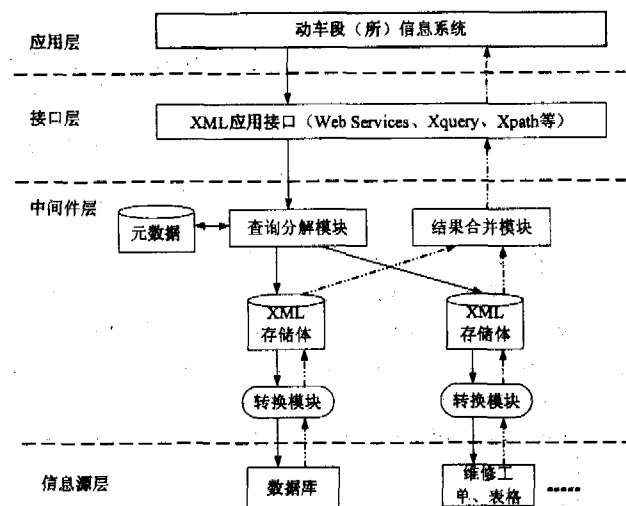 应用层
动车段（所）信息系统
接口层
XML应用接口（Web Services、Xquery、Xpath等）
中间件层
元数据
查询分解模块
结果合并模块
XML
存储体
XML
存储体
转换模块
转换模块
信息源层
数据库
维修工
单、表格